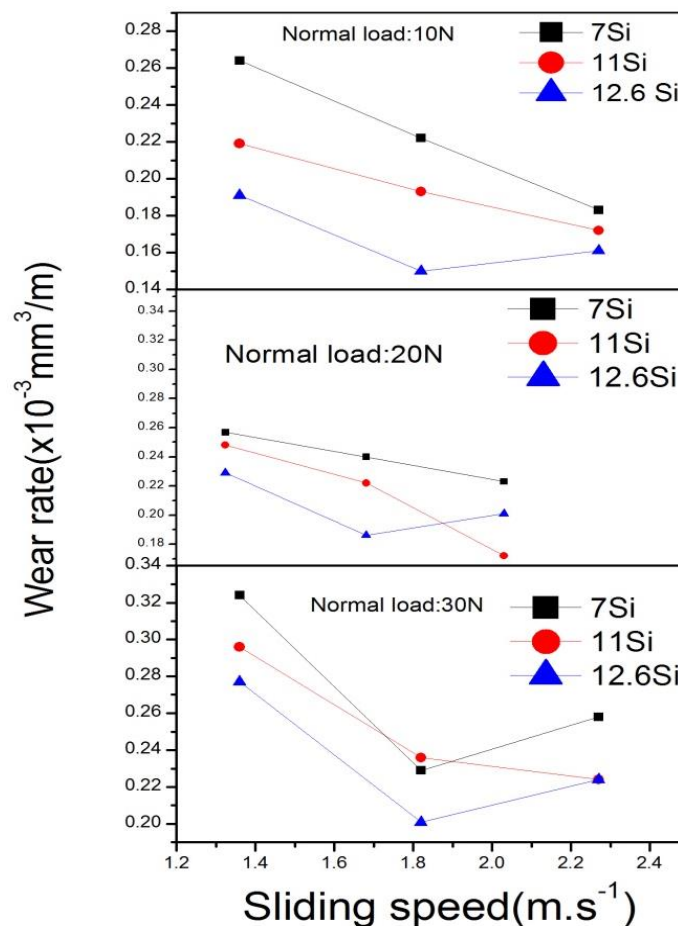 Wear rate(x10⁻³mm³/m)
0.28
0.26
0.24
0.22
0.20
0.18
0.16
0.14
Normal load:10N
7Si
11Si
12.6 Si
0.34
0.32
0.30
0.28
0.26
0.24
0.22
0.20
0.18
Normal load:20N
7Si
11Si
12.6Si
0.34
0.32
0.30
0.28
0.26
0.24
0.22
0.20
Normal load:30N
7Si
11Si
12.6Si
1.2 1.4 1.6 1.8 2.0 2.2 2.4
Sliding speed(m.s⁻¹)